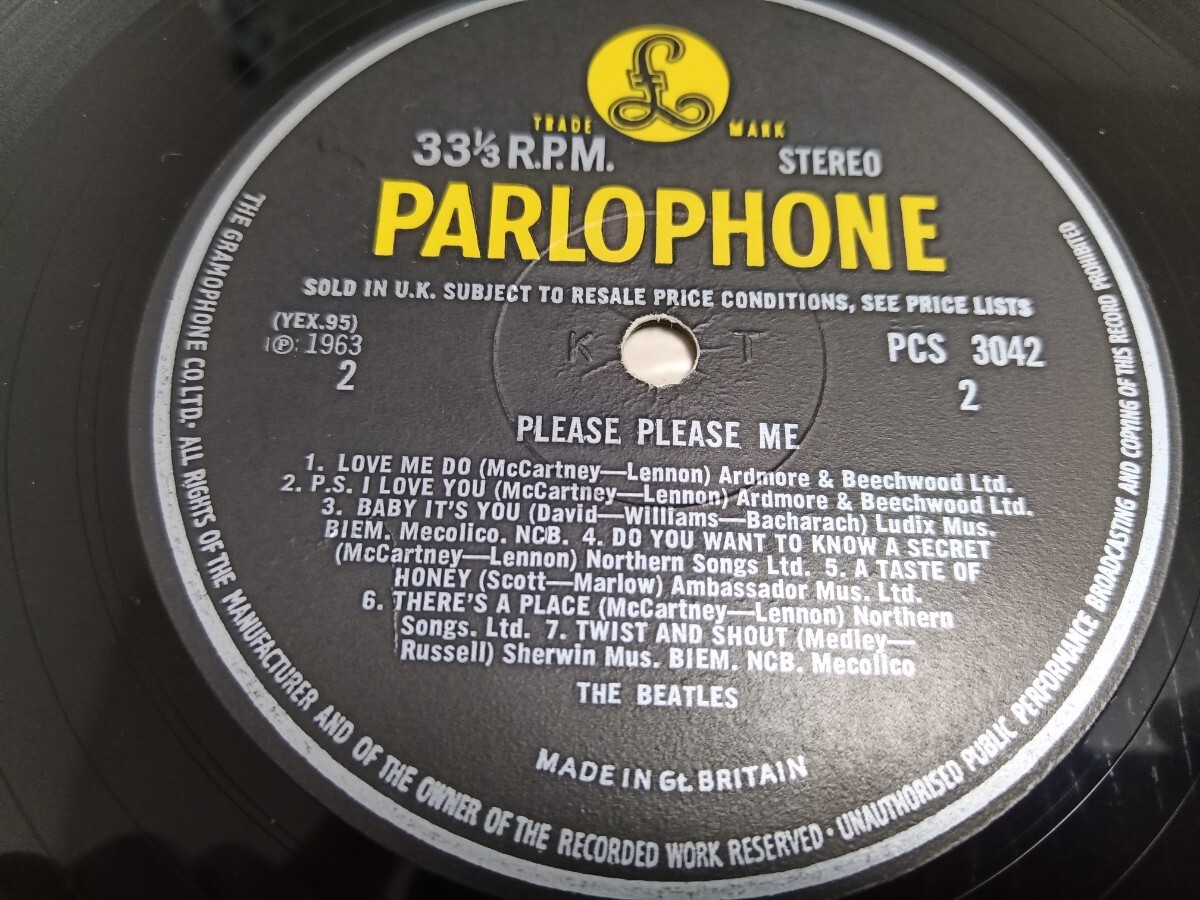 £
TRADE MARK
33⅓ R.P.M.
STEREO
PARLOPHONE
SOLD IN U.K. SUBJECT TO RESALE PRICE CONDITIONS, SEE PRICE LISTS
K T
(YEX.95)
℗: 1963
2
PCS 3042
2
PLEASE PLEASE ME
1. LOVE ME DO (McCartney—Lennon) Ardmore & Beechwood Ltd.
2. P.S. I LOVE YOU (McCartney—Lennon) Ardmore & Beechwood Ltd.
3. BABY IT'S YOU (David—Williams—Bacharach) Ludix Mus.
BIEM. Mecolico. NCB. 4. DO YOU WANT TO KNOW A SECRET
(McCartney—Lennon) Northern Songs Ltd. 5. A TASTE OF
HONEY (Scott—Marlow) Ambassador Mus. Ltd.
6. THERE'S A PLACE (McCartney—Lennon) Northern
Songs. Ltd. 7. TWIST AND SHOUT (Medley—
Russell) Sherwin Mus. BIEM. NCB. Mecolico
THE BEATLES
MADE IN Gt. BRITAIN
THE GRAMOPHONE CO. LTD. ALL RIGHTS OF THE MANUFACTURER AND OF THE OWNER OF THE RECORDED WORK RESERVED · UNAUTHORISED PUBLIC PERFORMANCE BROADCASTING AND COPYING OF THIS RECORD PROHIBITED